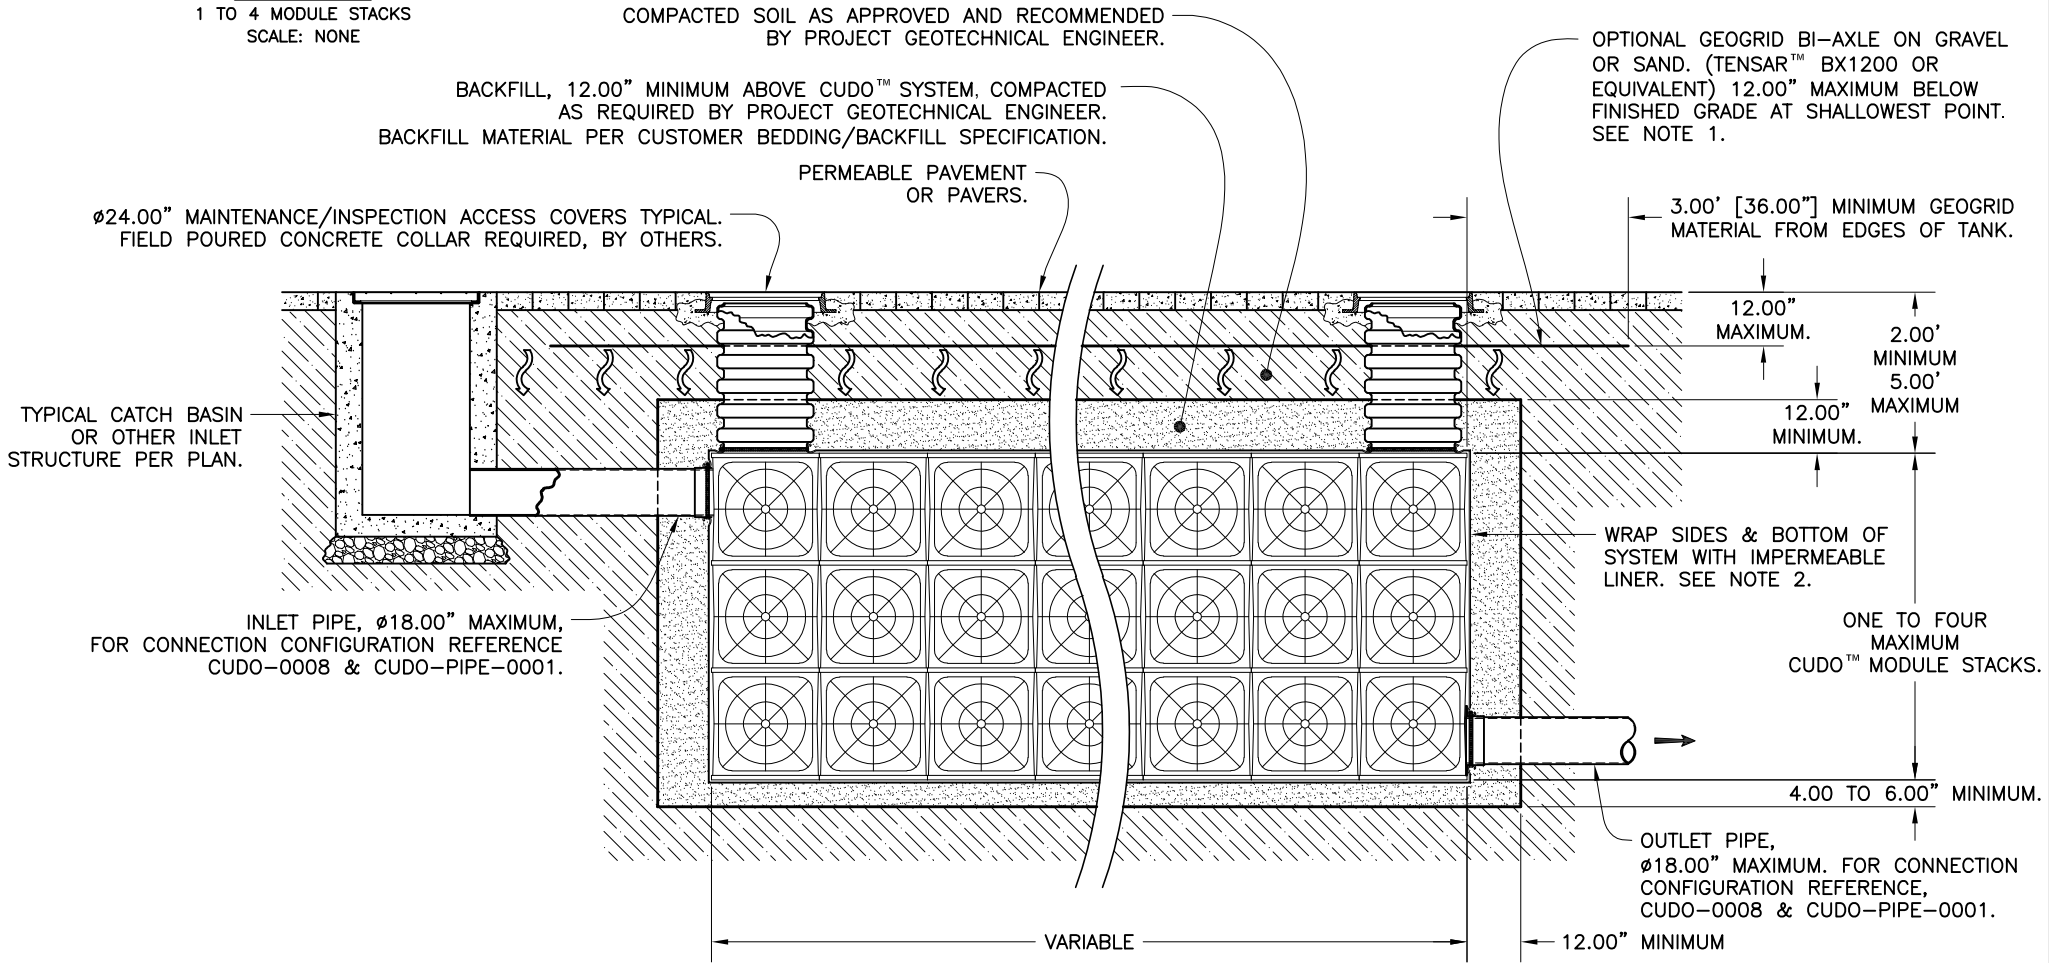 1 TO 4 MODULE STACKS
SCALE: NONE
COMPACTED SOIL AS APPROVED AND RECOMMENDED
BY PROJECT GEOTECHNICAL ENGINEER.
OPTIONAL GEOGRID BI-AXLE ON GRAVEL
OR SAND. (TENSAR™ BX1200 OR
EQUIVALENT) 12.00" MAXIMUM BELOW
FINISHED GRADE AT SHALLOWEST POINT.
SEE NOTE 1.
BACKFILL, 12.00" MINIMUM ABOVE CUDO™ SYSTEM, COMPACTED
AS REQUIRED BY PROJECT GEOTECHNICAL ENGINEER.
BACKFILL MATERIAL PER CUSTOMER BEDDING/BACKFILL SPECIFICATION.
PERMEABLE PAVEMENT
OR PAVERS.
ø24.00" MAINTENANCE/INSPECTION ACCESS COVERS TYPICAL.
FIELD POURED CONCRETE COLLAR REQUIRED, BY OTHERS.
3.00' [36.00"] MINIMUM GEOGRID
MATERIAL FROM EDGES OF TANK.
12.00"
MAXIMUM.
2.00'
MINIMUM
5.00'
MAXIMUM
12.00"
MINIMUM.
TYPICAL CATCH BASIN
OR OTHER INLET
STRUCTURE PER PLAN.
WRAP SIDES & BOTTOM OF
SYSTEM WITH IMPERMEABLE
LINER. SEE NOTE 2.
INLET PIPE, ø18.00" MAXIMUM,
FOR CONNECTION CONFIGURATION REFERENCE
CUDO-0008 & CUDO-PIPE-0001.
ONE TO FOUR
MAXIMUM
CUDO™ MODULE STACKS.
4.00 TO 6.00" MINIMUM.
OUTLET PIPE,
ø18.00" MAXIMUM. FOR CONNECTION
CONFIGURATION REFERENCE,
CUDO-0008 & CUDO-PIPE-0001.
VARIABLE
12.00" MINIMUM